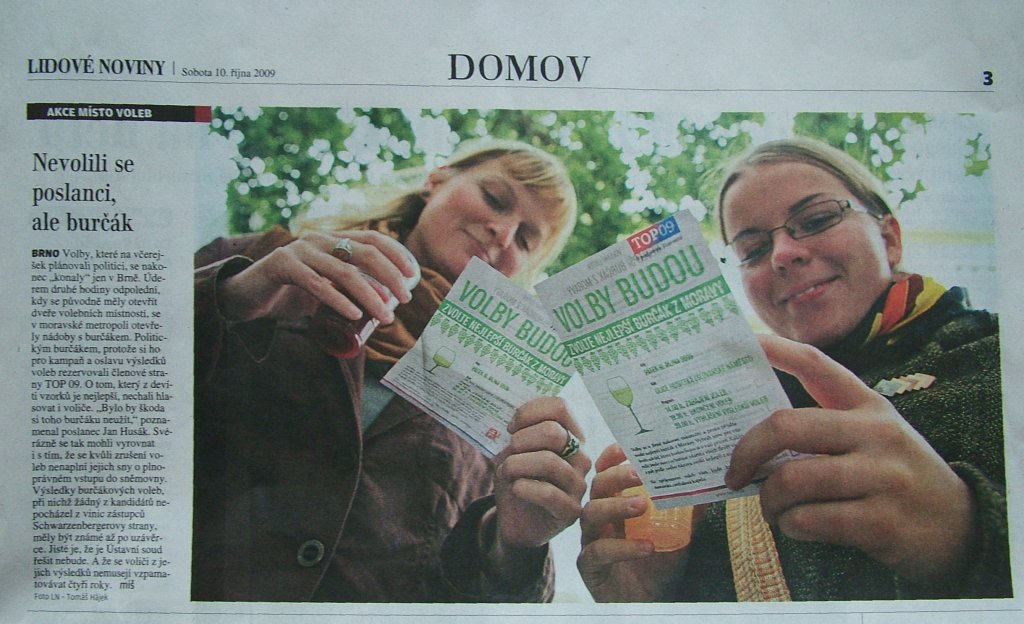 LIDOVÉ NOVINY | Sobota 10. října 2009
DOMOV
3
AKCE MÍSTO VOLEB
Nevolili se
poslanci,
ale burčák
BRNO Volby, které na včerej-
šek plánovali politici, se nako-
nec „konaly“ jen v Brně. Úde-
rem druhé hodiny odpolední,
kdy se původně měly otevřít
dveře volebních místností, se
v moravské metropoli otevře-
ly nádoby s burčákem. Politic-
kým burčákem, protože si ho
pro kampaň a oslavu výsledků
voleb rezervovali členové stra-
ny TOP 09. O tom, který z deví-
ti vzorků je nejlepší, nechali hla-
sovat i voliče. „Bylo by škoda
si toho burčáku neužít,“ pozna-
menal poslanec Jan Husák. Své-
rázně se tak mohli vyrovnat
i s tím, že se kvůli zrušení vo-
leb nenaplní jejich sny o plno-
právném vstupu do sněmovny.
Výsledky burčákových voleb,
při nichž žádný z kandidátů ne-
pocházel z vinic zástupců
Schwarzenbergerovy strany,
měly být známé až po uzávěr-
ce. Jisté je, že je Ústavní soud
řešit nebude. A že se voliči z je-
jich výsledků nemusejí vzpama-
továvat čtyři roky. miš
Foto LN – Tomáš Hájek
VOLBY BUDO
ZVOLTE NEJLEPŠÍ BURČÁK Z MORAVY
TOP09
VOLBY BUDOU
ZVOLTE NEJLEPŠÍ BURČÁK Z MORAVY